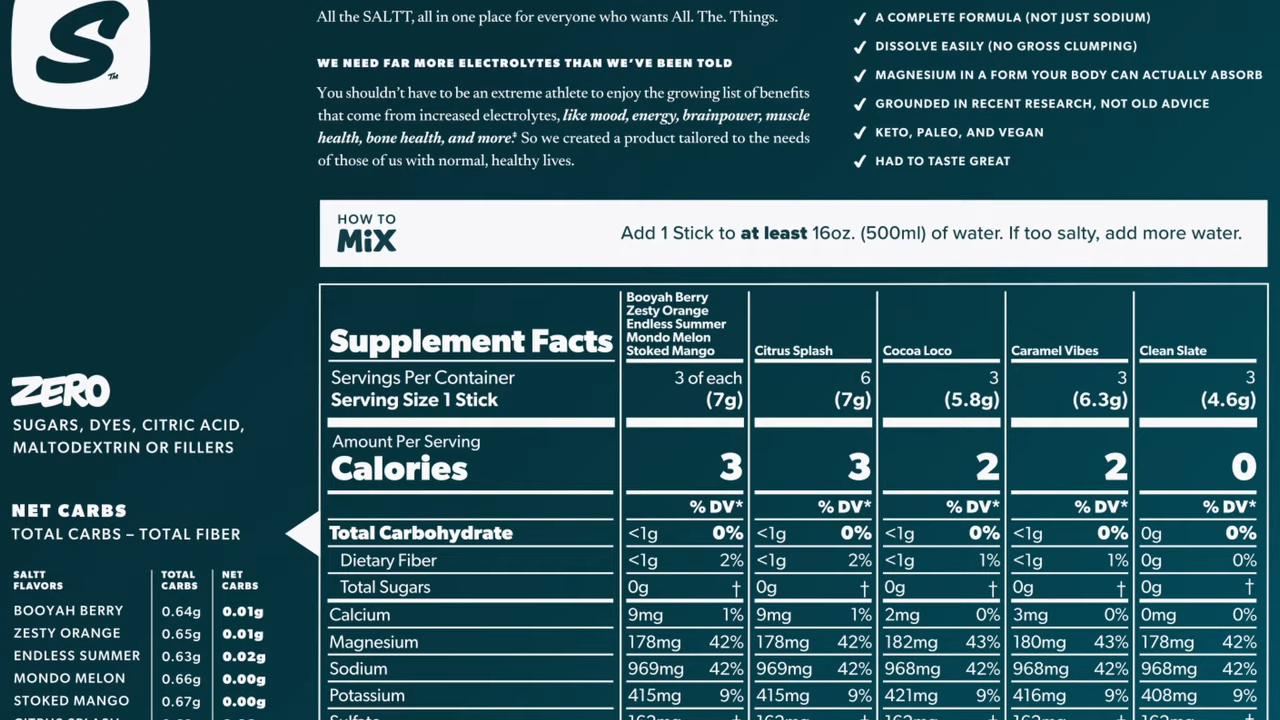 S™
All the SALTT, all in one place for everyone who wants All. The. Things.
WE NEED FAR MORE ELECTROLYTES THAN WE'VE BEEN TOLD
You shouldn't have to be an extreme athlete to enjoy the growing list of benefits
that come from increased electrolytes, like mood, energy, brainpower, muscle
health, bone health, and more.‡ So we created a product tailored to the needs
of those of us with normal, healthy lives.
✓ A COMPLETE FORMULA (NOT JUST SODIUM)
✓ DISSOLVE EASILY (NO GROSS CLUMPING)
✓ MAGNESIUM IN A FORM YOUR BODY CAN ACTUALLY ABSORB
✓ GROUNDED IN RECENT RESEARCH, NOT OLD ADVICE
✓ KETO, PALEO, AND VEGAN
✓ HAD TO TASTE GREAT
HOW TO
MiX
Add 1 Stick to at least 16oz. (500ml) of water. If too salty, add more water.
ZERO
SUGARS, DYES, CITRIC ACID,
MALTODEXTRIN OR FILLERS
NET CARBS
TOTAL CARBS – TOTAL FIBER
SALTT FLAVORS TOTAL CARBS NET CARBS
BOOYAH BERRY 0.64g 0.01g
ZESTY ORANGE 0.65g 0.01g
ENDLESS SUMMER 0.63g 0.02g
MONDO MELON 0.66g 0.00g
STOKED MANGO 0.67g 0.00g
Supplement Facts
Booyah Berry
Zesty Orange
Endless Summer
Mondo Melon
Stoked Mango
Citrus Splash
Cocoa Loco
Caramel Vibes
Clean Slate
Servings Per Container 3 of each 6 3 3 3
Serving Size 1 Stick (7g) (7g) (5.8g) (6.3g) (4.6g)
Amount Per Serving
Calories 3 3 2 2 0
% DV* % DV* % DV* % DV* % DV*
Total Carbohydrate <1g 0% <1g 0% <1g 0% <1g 0% 0g 0%
Dietary Fiber <1g 2% <1g 2% <1g 1% <1g 1% 0g 0%
Total Sugars 0g † 0g † 0g † 0g † 0g †
Calcium 9mg 1% 9mg 1% 2mg 0% 3mg 0% 0mg 0%
Magnesium 178mg 42% 178mg 42% 182mg 43% 180mg 43% 178mg 42%
Sodium 969mg 42% 969mg 42% 968mg 42% 968mg 42% 968mg 42%
Potassium 415mg 9% 415mg 9% 421mg 9% 416mg 9% 408mg 9%